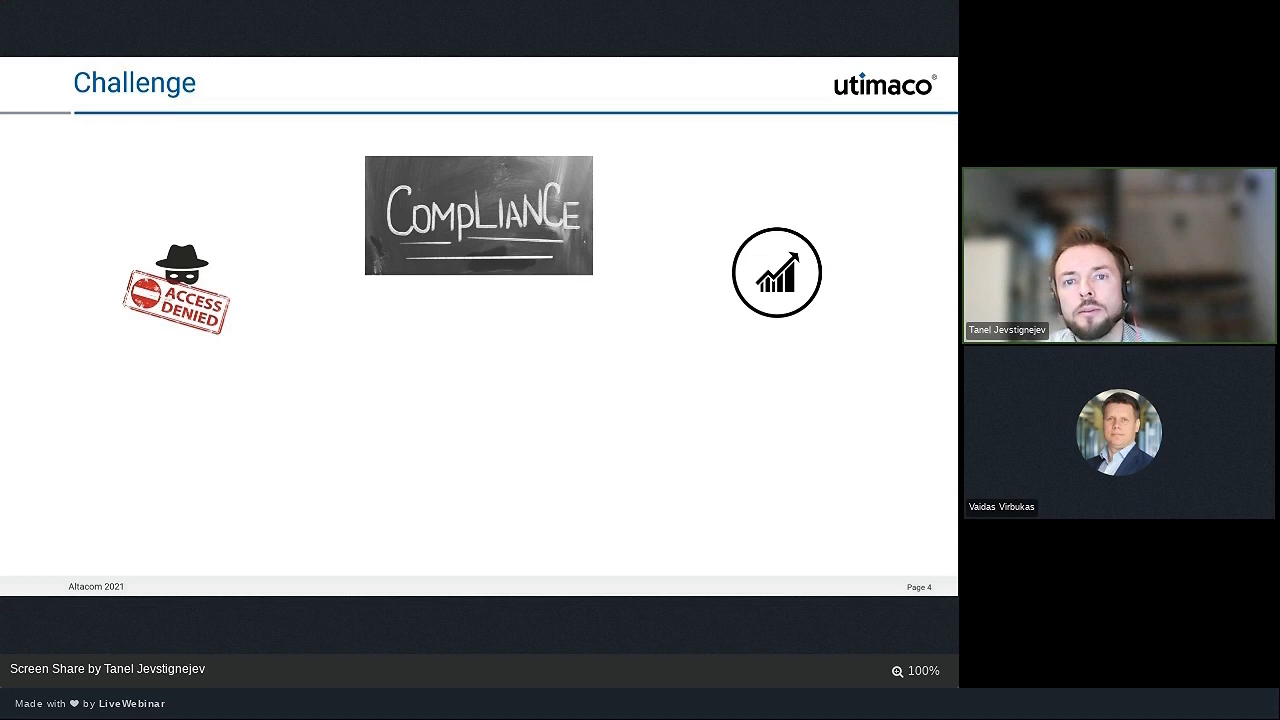 Challenge
utimaco®
COMPLIANCE
ACCESS
DENIED
Altacom 2021
Page 4
Tanel Jevstignejev
Vaidas Virbukas
Screen Share by Tanel Jevstignejev
100%
Made with by LiveWebinar